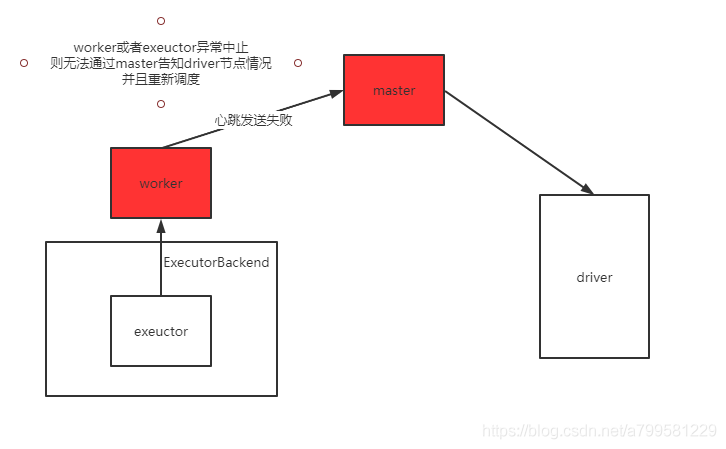 worker或者exeuctor异常中止
则无法通过master告知driver节点情况
并且重新调度
master
心跳发送失败
worker
ExecutorBackend
driver
exeuctor
https://blog.csdn.net/a799581229